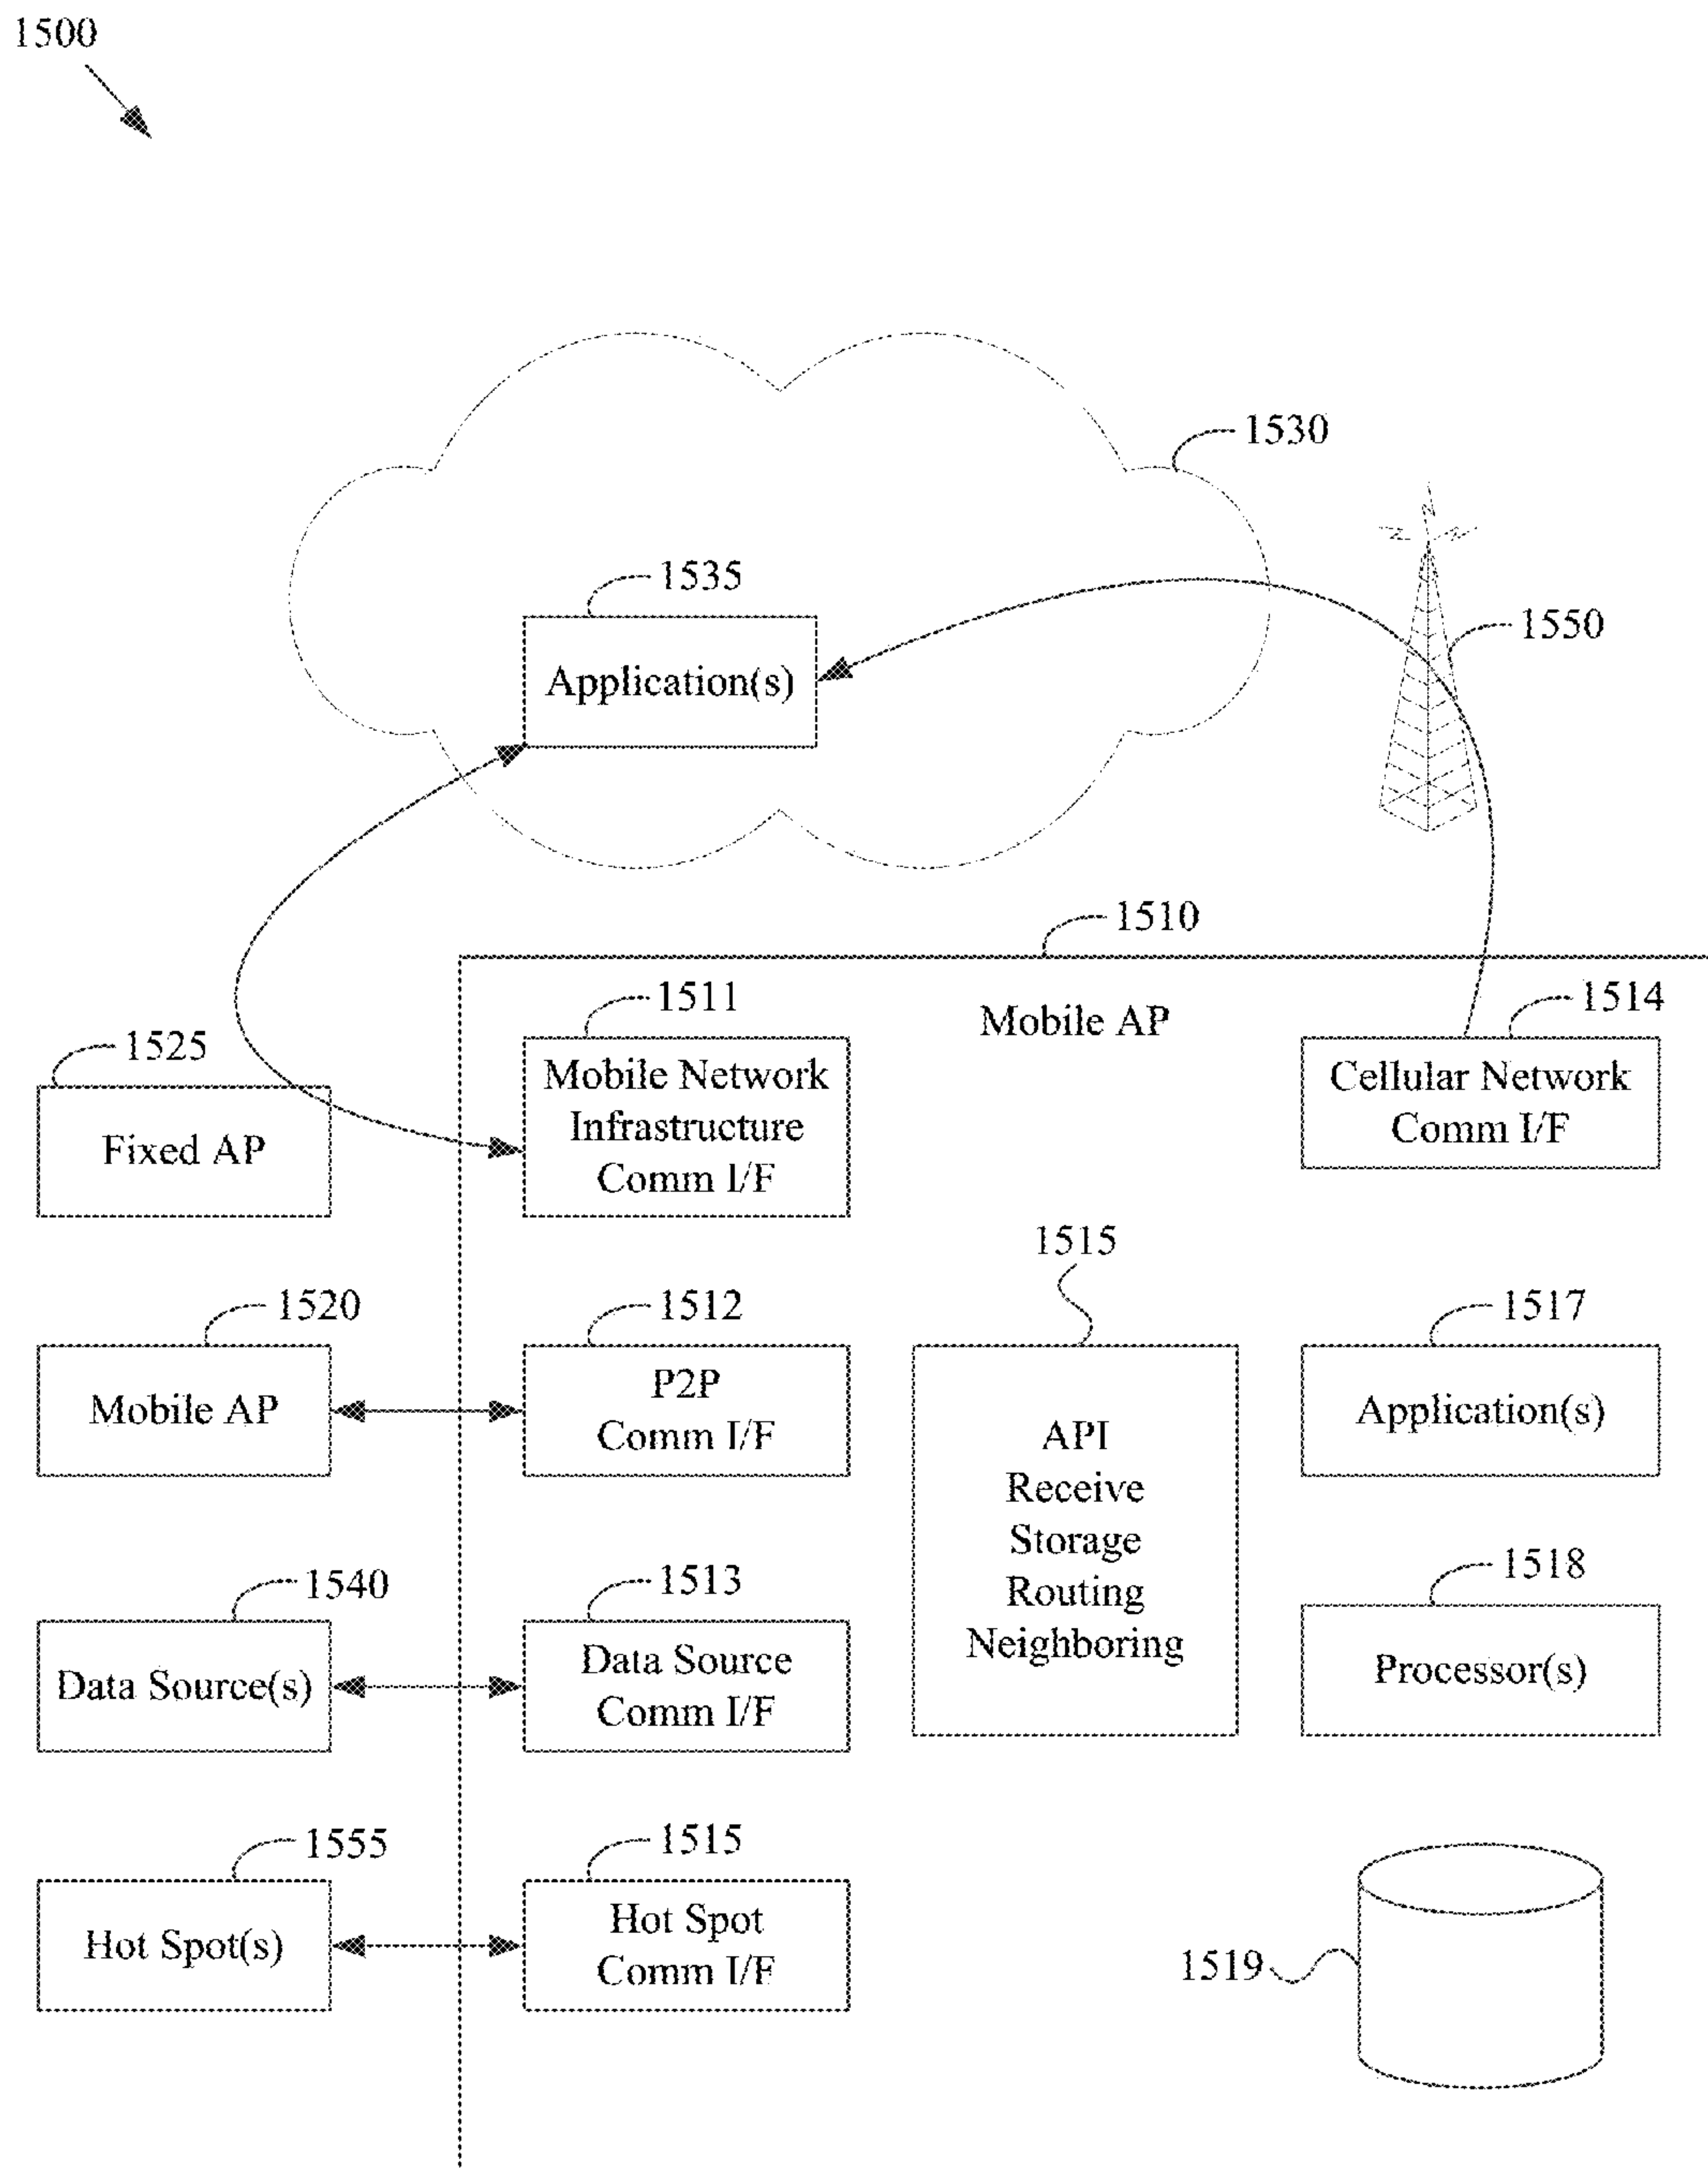 1500
1530
1535
1550
Application(s)
1510
1511
1514
Mobile AP
1525
Mobile Network
Infrastructure
Comm I/F
Cellular Network
Comm I/F
Fixed AP
1515
1520
1512
1517
Mobile AP
P2P
Comm I/F
API
Receive
Storage
Routing
Neighboring
Application(s)
1540
1513
1518
Data Source(s)
Data Source
Comm I/F
Processor(s)
1555
1515
Hot Spot(s)
Hot Spot
Comm I/F
1519